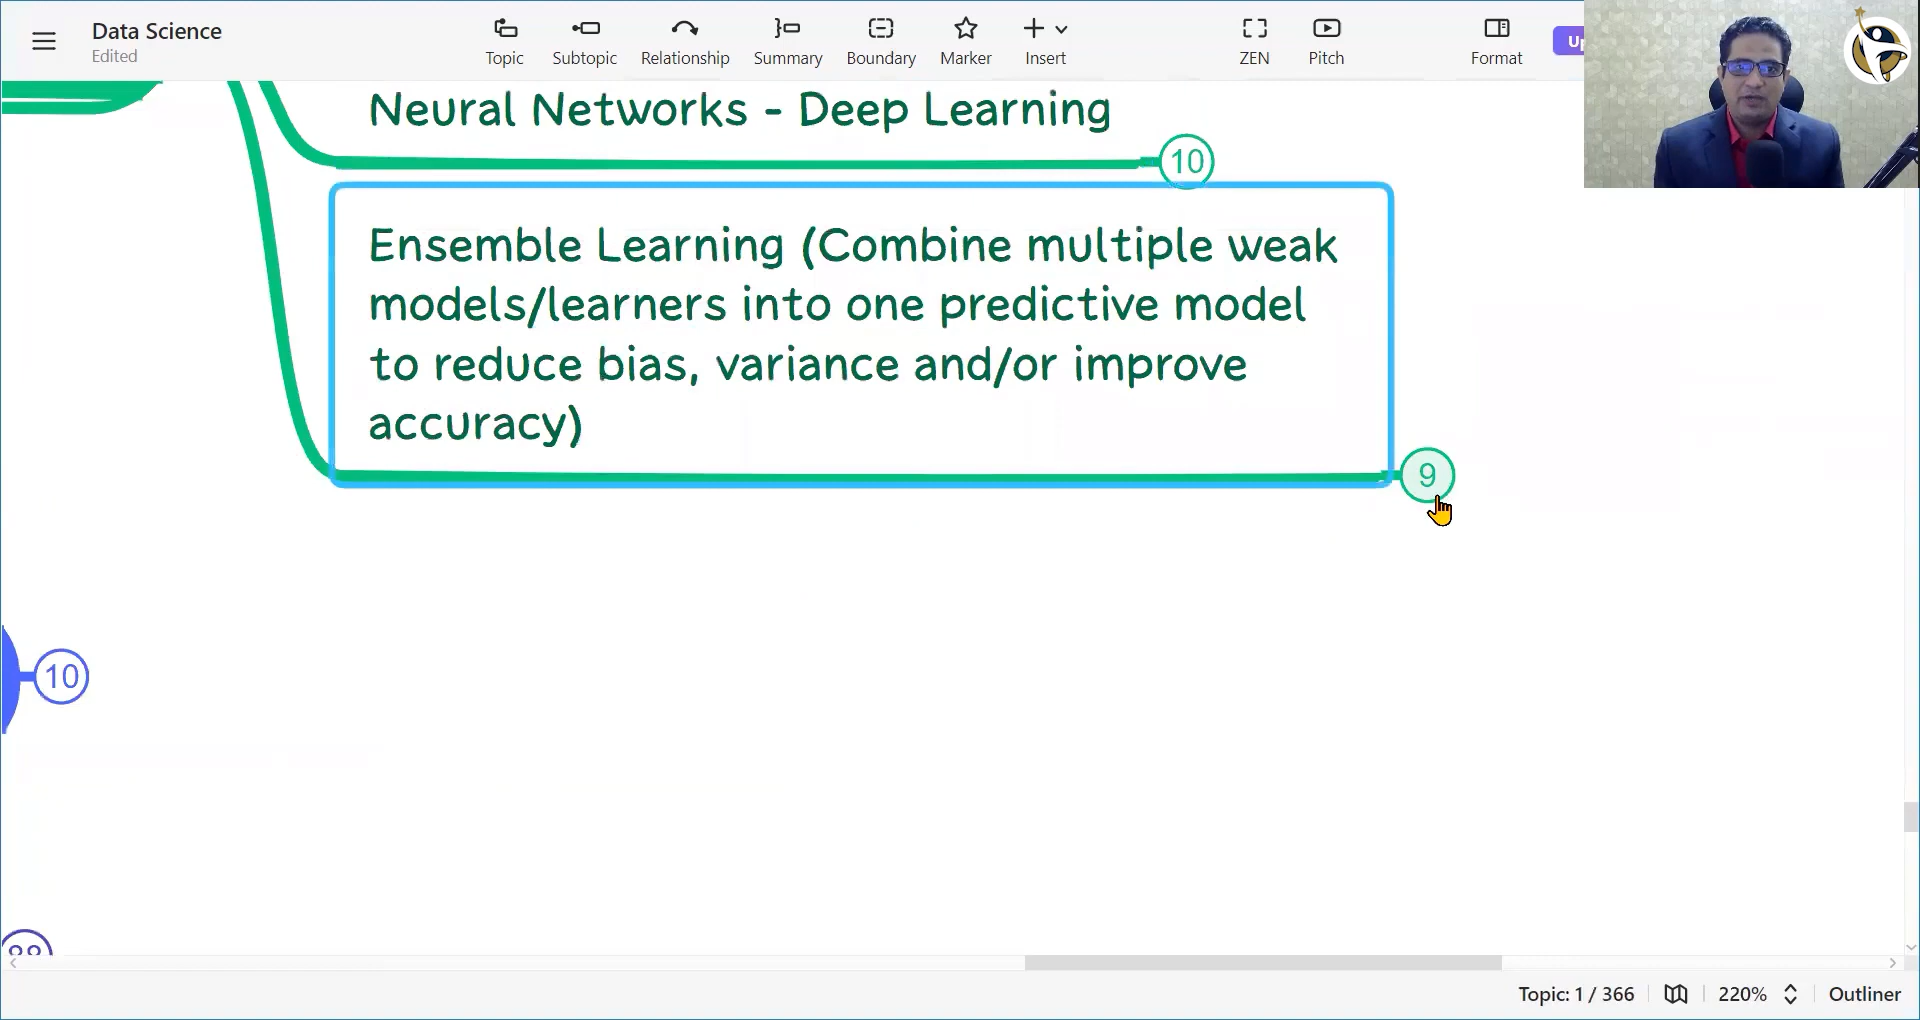 Data Science
Edited
Topic
Subtopic
Relationship
Summary
Boundary
Marker
Insert
ZEN
Pitch
Format
Neural Networks - Deep Learning
10
Ensemble Learning (Combine multiple weak
models/learners into one predictive model
to reduce bias, variance and/or improve
accuracy)
9
10
Topic: 1 / 366
220%
Outliner